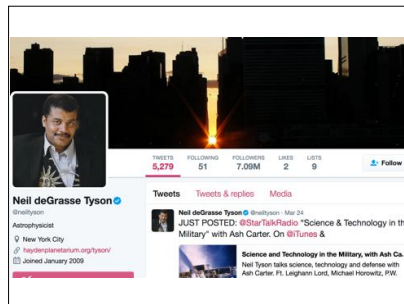 TWEETS FOLLOWING FOLLOWERS LIKES LISTS
5,279 51 7.09M 2 9
Follow
Neil deGrasse Tyson
@neiltyson
Astrophysicist
New York City
haydenplanetarium.org/tyson/
Joined January 2009
Tweets Tweets & replies Media
Neil deGrasse Tyson @neiltyson · Mar 24
JUST POSTED: @StarTalkRadio "Science & Technology in th
Military" with Ash Carter. On @iTunes &
Science and Technology in the Military, with Ash Ca.
Neil Tyson talks science, technology and defense with
Ash Carter, Ft. Leighann Lord, Michael Horowitz, P.W.